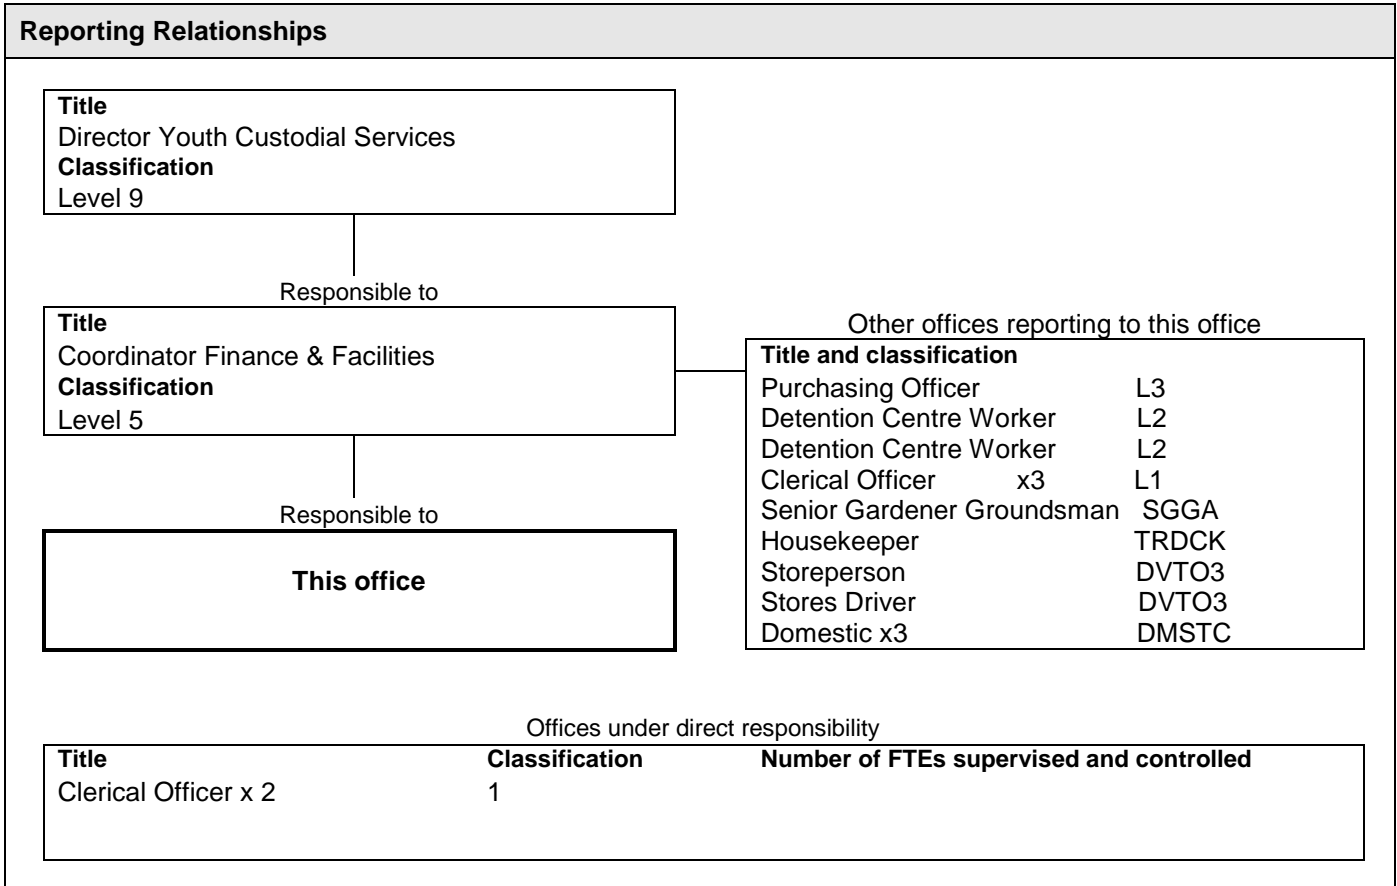 Reporting Relationships
Title
Director Youth Custodial Services
Classification
Level 9
Responsible to
Title
Coordinator Finance & Facilities
Classification
Level 5
Other offices reporting to this office
Title and classification
Purchasing Officer L3
Detention Centre Worker L2
Detention Centre Worker L2
Clerical Officer x3 L1
Senior Gardener Groundsman SGGA
Housekeeper TRDCK
Storeperson DVTO3
Stores Driver DVTO3
Domestic x3 DMSTC
Responsible to
This office
Offices under direct responsibility
Title Classification Number of FTEs supervised and controlled
Clerical Officer x 2 1